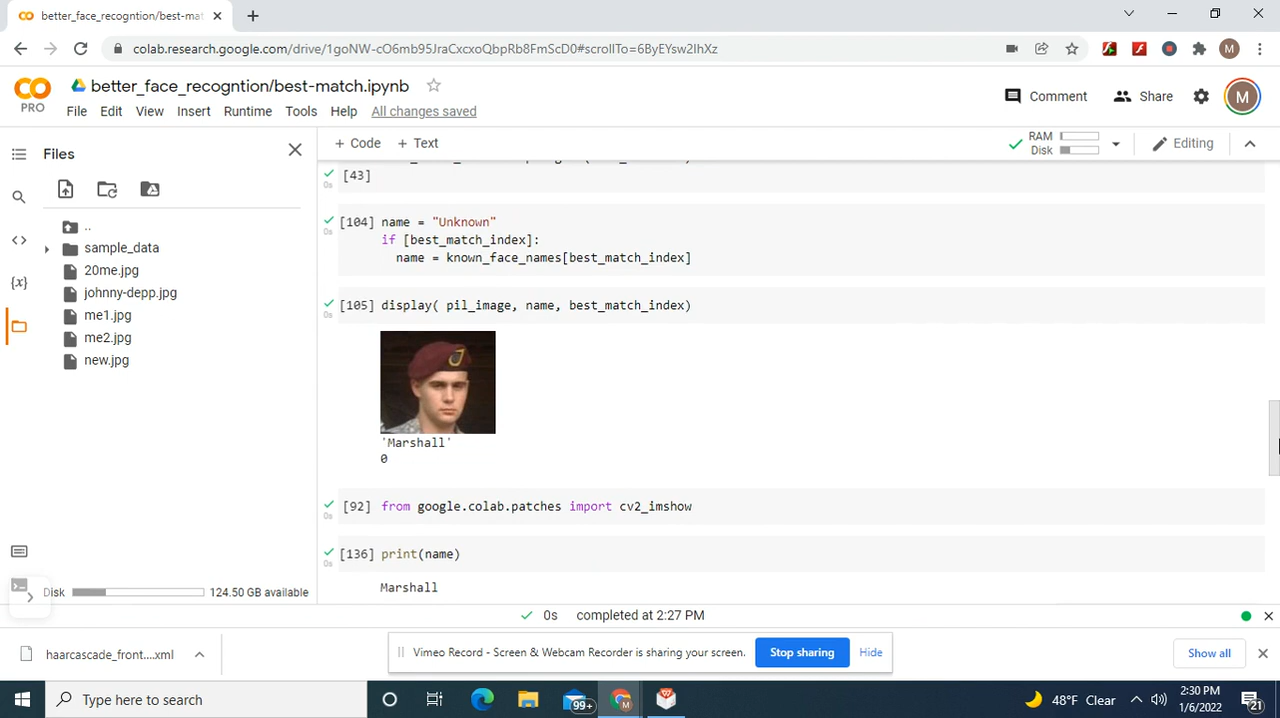 better_face_recogntion/best-mat
colab.research.google.com/drive/1goNW-cO6mb95JraCxcxoQbpRb8FmScD0#scrollTo=6ByEYsw2IhXz
M
PRO
better_face_recogntion/best-match.ipynb
Comment
Share
M
File Edit View Insert Runtime Tools Help All changes saved
Files
+ Code + Text
RAM
Disk
Editing
..
sample_data
20me.jpg
johnny-depp.jpg
me1.jpg
me2.jpg
new.jpg
{x}
Disk 124.50 GB available
0s
[43]
0s
[104] name = "Unknown"
if [best_match_index]:
name = known_face_names[best_match_index]
0s
[105] display( pil_image, name, best_match_index)
'Marshall'
0
0s
[92] from google.colab.patches import cv2_imshow
0s
[136] print(name)
Marshall
0s completed at 2:27 PM
haarcascade_front....xml
Vimeo Record - Screen & Webcam Recorder is sharing your screen.
Stop sharing
Hide
Show all
Type here to search
99+
M
48°F Clear
2:30 PM
1/6/2022
21